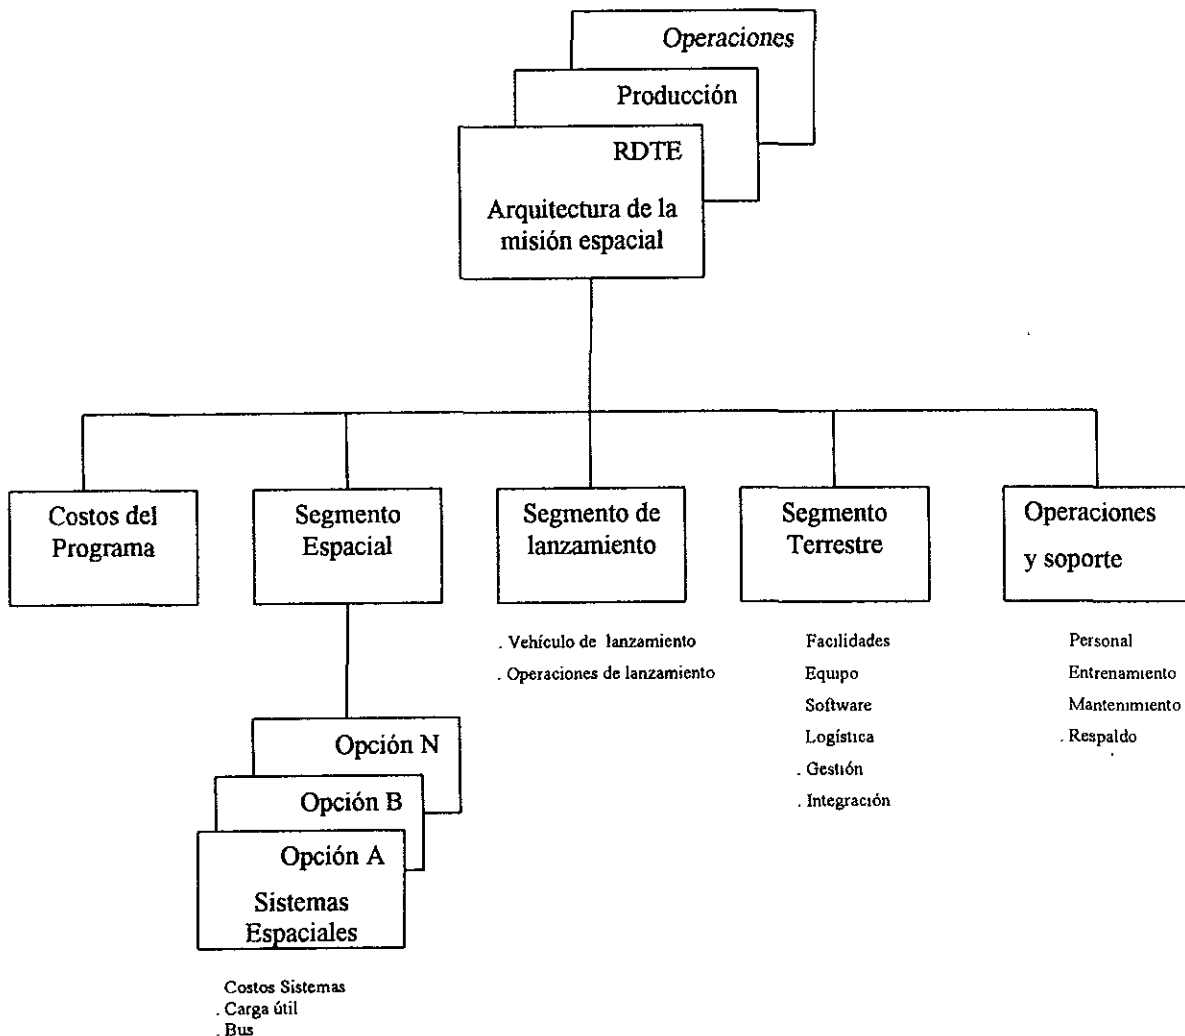 Operaciones
Producción
RDTE
Arquitectura de la
misión espacial
Costos del
Programa
Segmento
Espacial
Segmento de
lanzamiento
Segmento
Terrestre
Operaciones
y soporte
. Vehículo de lanzamiento
. Operaciones de lanzamiento
Facilidades
Equipo
Software
Logística
. Gestión
. Integración
Personal
Entrenamiento
Mantenimiento
. Respaldo
Opción N
Opción B
Opción A
Sistemas
Espaciales
Costos Sistemas
. Carga útil
. Bus